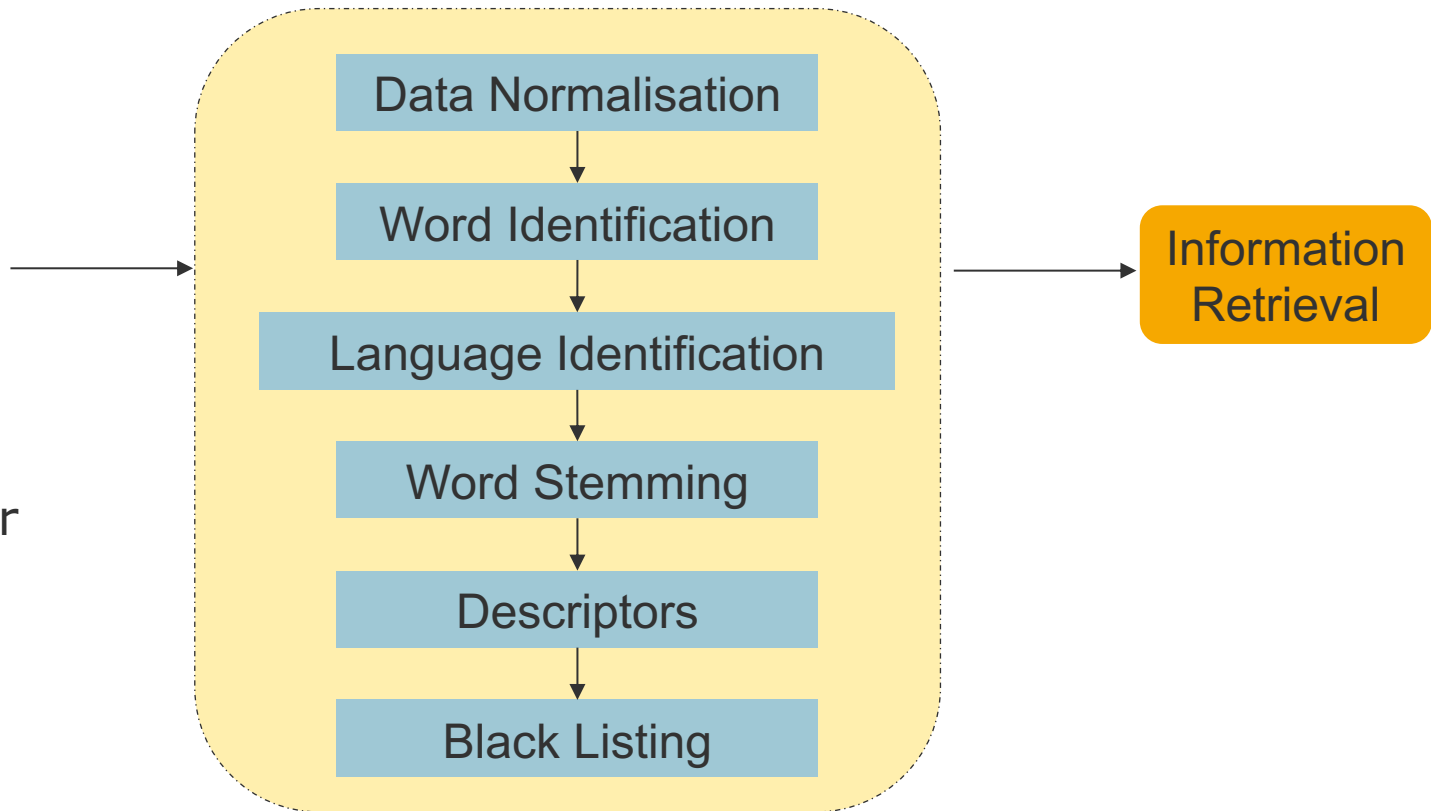 Data Normalisation
Word Identification
Language Identification
Word Stemming
Descriptors
Black Listing
r
Information
Retrieval